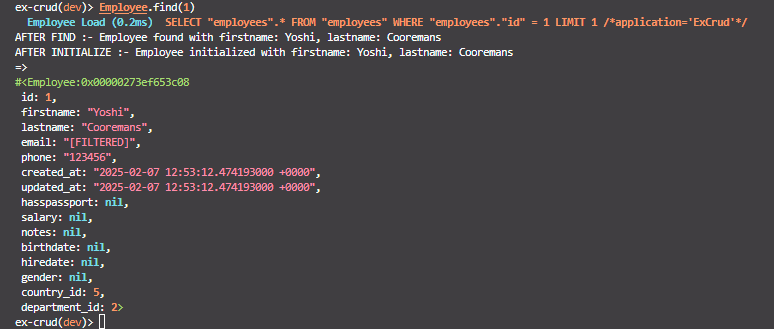 ex-crud(dev)> Employee.find(1)
  Employee Load (0.2ms)  SELECT "employees".* FROM "employees" WHERE "employees"."id" = 1 LIMIT 1 /*application='ExCrud'*/
AFTER FIND :- Employee found with firstname: Yoshi, lastname: Cooremans
AFTER INITIALIZE :- Employee initialized with firstname: Yoshi, lastname: Cooremans
=>
#<Employee:0x00000273ef653c08
 id: 1,
 firstname: "Yoshi",
 lastname: "Cooremans",
 email: "[FILTERED]",
 phone: "123456",
 created_at: "2025-02-07 12:53:12.474193000 +0000",
 updated_at: "2025-02-07 12:53:12.474193000 +0000",
 hasspassport: nil,
 salary: nil,
 notes: nil,
 birthdate: nil,
 hiredate: nil,
 gender: nil,
 country_id: 5,
 department_id: 2>
ex-crud(dev)>